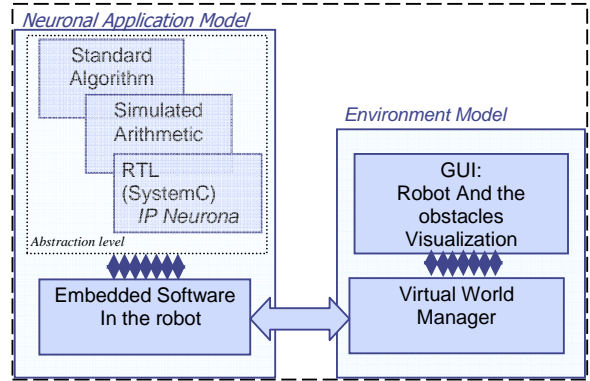 Neuronal Application Model
Standard
Algorithm
Simulated
Arithmetic
RTL
(SystemC)
IP Neurona
Abstraction level
Embedded Software
In the robot
Environment Model
GUI:
Robot And the
obstacles
Visualization
Virtual World
Manager